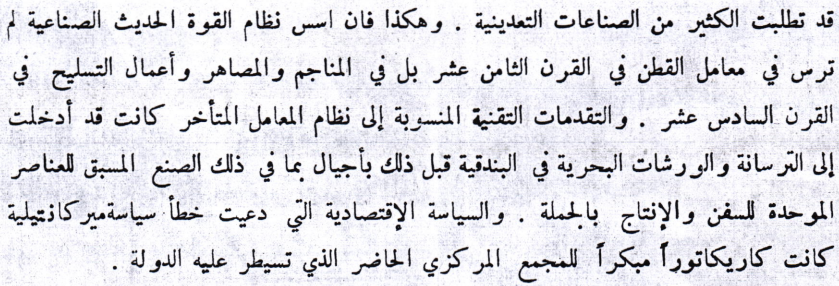 قد تطلبت الكثير من الصناعات التعدينية . وهكذا فان اسس نظام القوة الحديث الصناعية لم
ترس في معامل القطن في القرن الثامن عشر بل في المناجم والمصاهر وأعمال التسليح في
القرن السادس عشر . والتقدمات التقنية المنسوبة إلى نظام المعامل المتأخر كانت قد أدخلت
إلى الترسانة والورشات البحرية في البندقية قبل ذلك بأجيال بما في ذلك الصنع المسبق للعناصر
الموحدة للسفن والإنتاج بالجملة . والسياسة الإقتصادية التي دعيت خطأ سياسةميركانتيلية
كانت كاريكاتوراً مبكراً للمجمع المركزي الحاضر الذي تسيطر عليه الدولة .